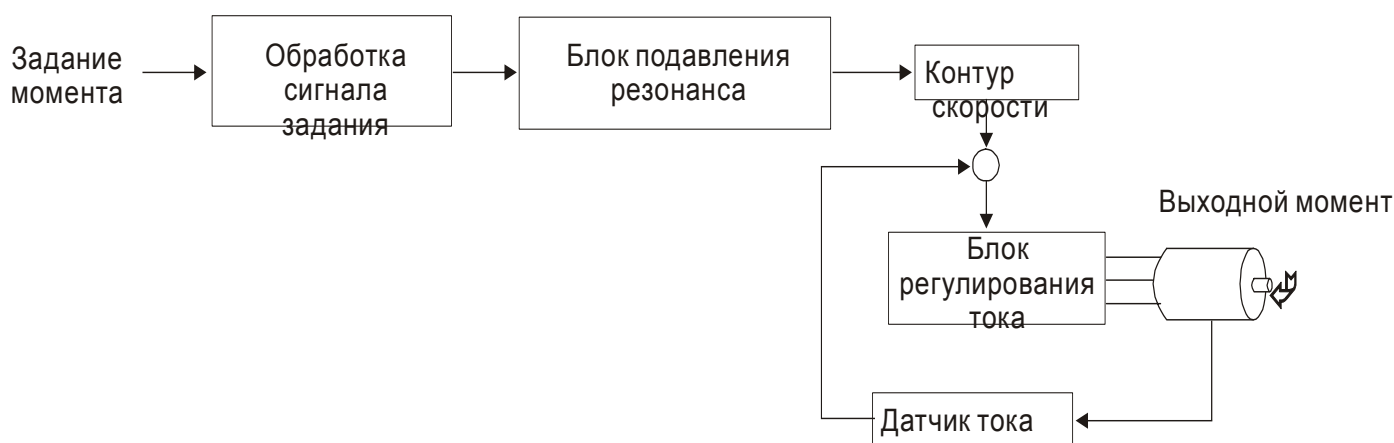 Задание
момента
Обработка
сигнала
задания
Блок подавления
резонанса
Контур
скорости
Выходной момент
Блок
регулирования
тока
Датчик тока